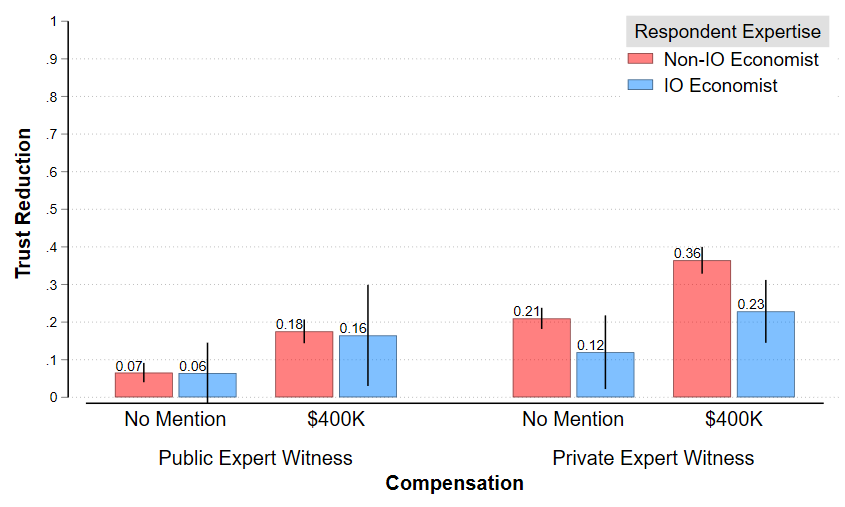 Respondent Expertise
Non-IO Economist
IO Economist
Trust Reduction
1
.9
.8
.7
.6
.5
.4
.3
.2
.1
0
0.07
0.06
0.18
0.16
0.21
0.12
0.36
0.23
No Mention
$400K
No Mention
$400K
Public Expert Witness
Private Expert Witness
Compensation